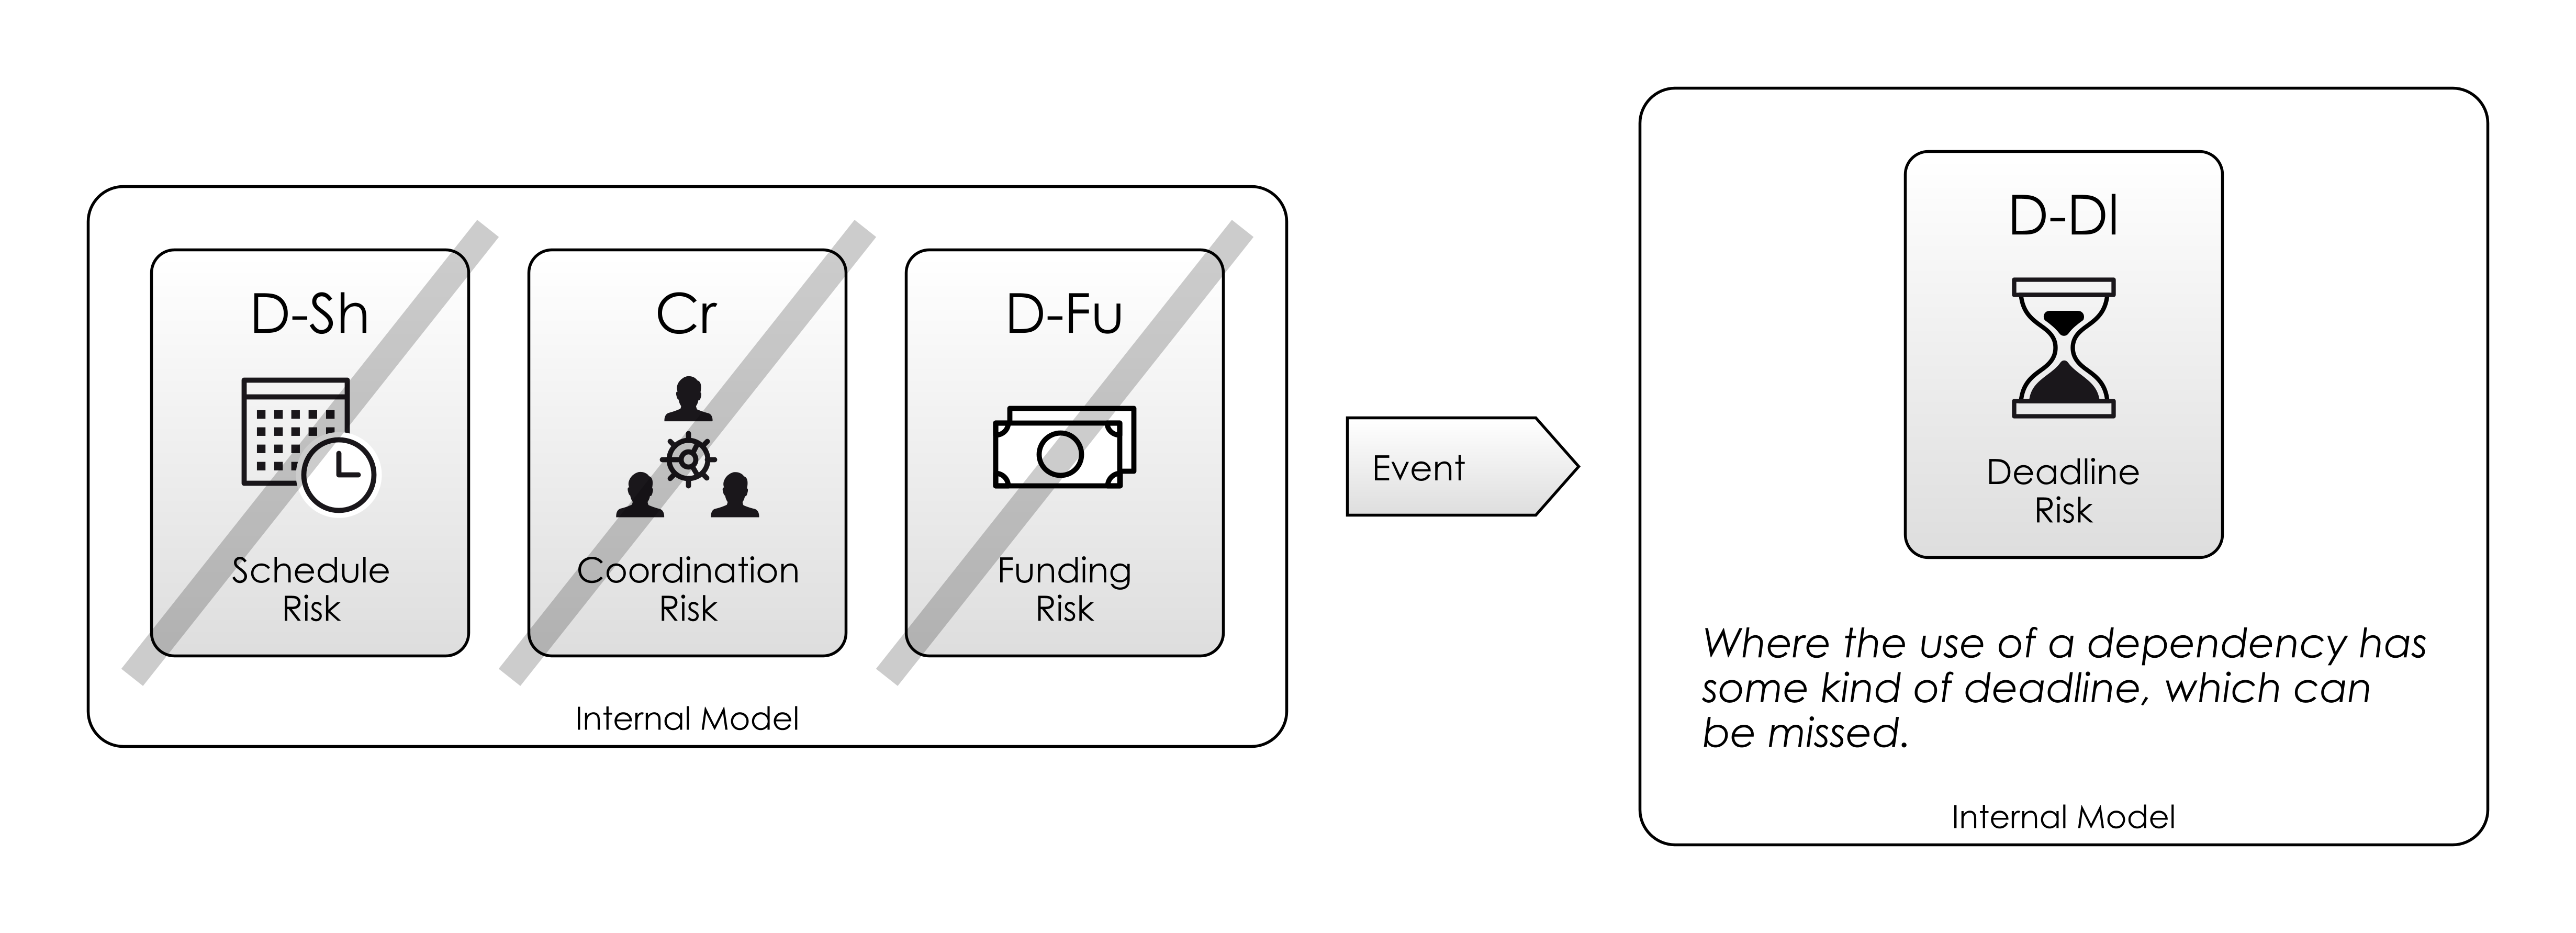 D-Sh
Schedule
Risk
Cr
Coordination
Risk
D-Fu
Funding
Risk
Internal Model
Event
D-Dl
Deadline
Risk
Where the use of a dependency has
some kind of deadline, which can
be missed.
Internal Model